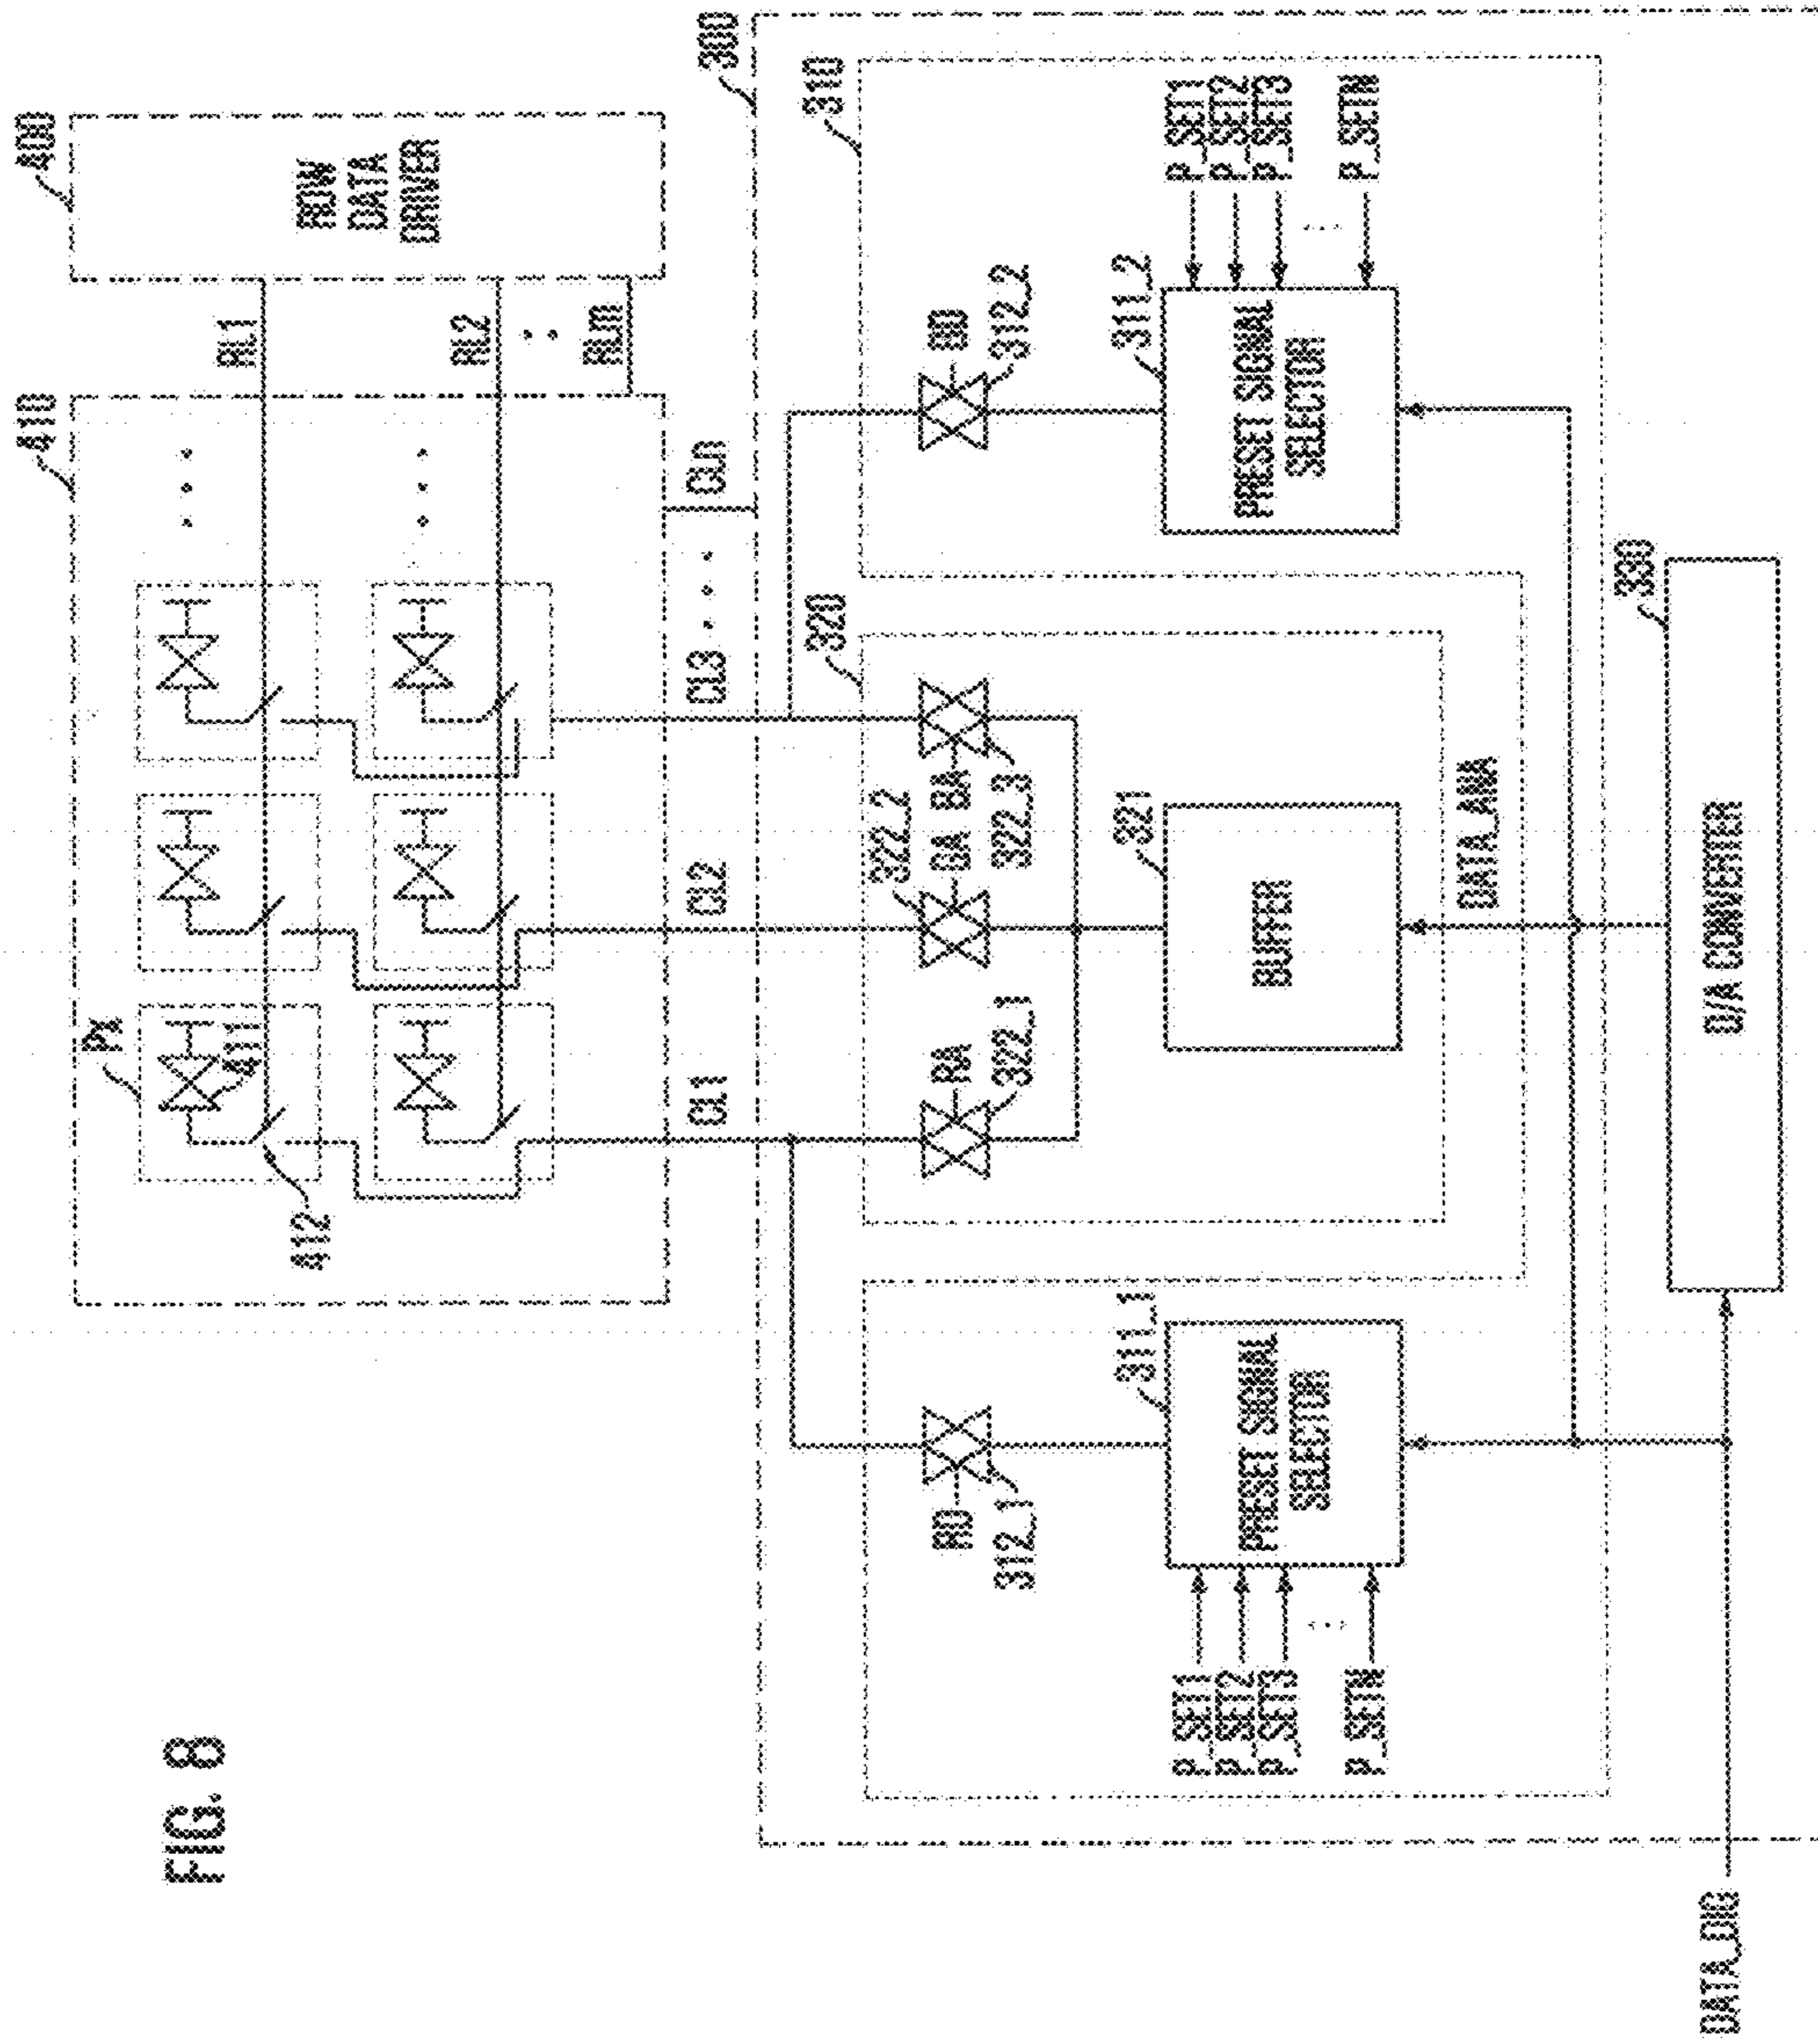 FIG. 8
400
ROW
DATA
DRIVER
410
RL1
RL2
RLm
PX
411
412
CL1
CL2
CL3
CLn
300
310
320
RD
312_1
RA
322_1
322_2
GA
BA
322_3
BD
312_2
P_SET1
P_SET2
P_SET3
P_SETN
311_1
PRESET SIGNAL
SELECTOR
321
BUFFER
311_2
PRESET SIGNAL
SELECTOR
P_SET1
P_SET2
P_SET3
P_SETN
DATA_ANA
330
D/A CONVERTER
DATA_DIG